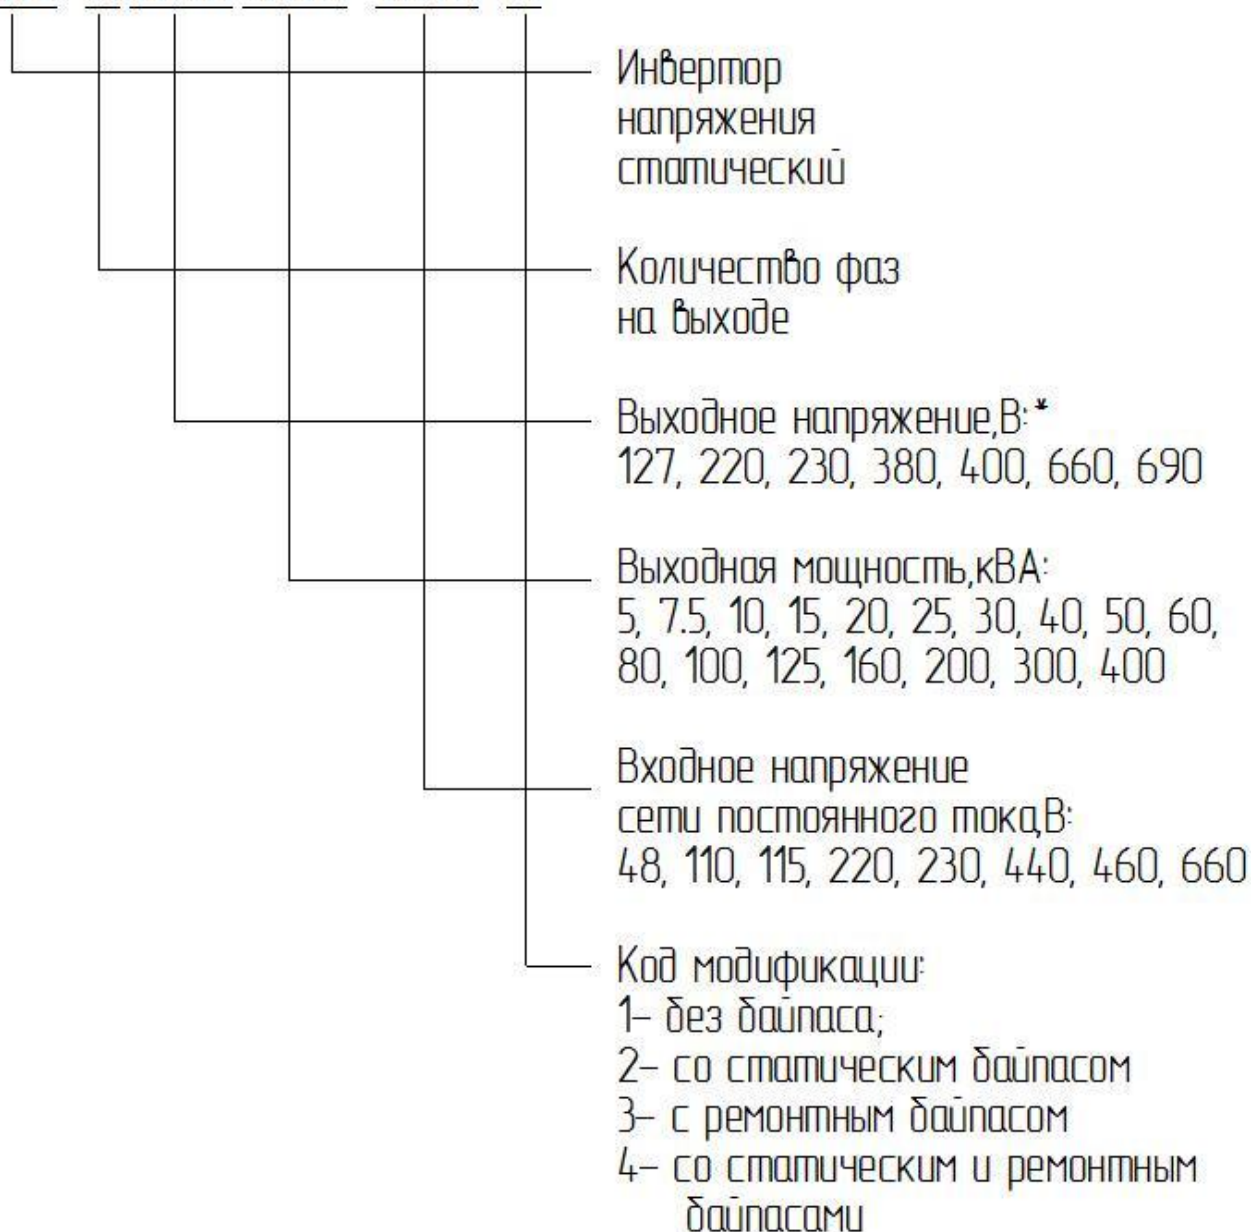 Инвертор
напряжения
статический
Количество фаз
на выходе
Выходное напряжение,В:*
127, 220, 230, 380, 400, 660, 690
Выходная мощность,кВА:
5, 7.5, 10, 15, 20, 25, 30, 40, 50, 60,
80, 100, 125, 160, 200, 300, 400
Входное напряжение
сети постоянного тока,В:
48, 110, 115, 220, 230, 440, 460, 660
Код модификации:
1– без байпаса;
2– со статическим байпасом
3– с ремонтным байпасом
4– со статическим и ремонтным
байпасами